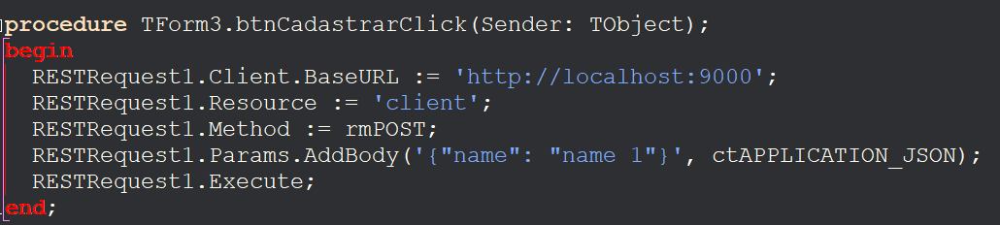 procedure TForm3.btnCadastrarClick(Sender: TObject);
begin
  RESTRequest1.Client.BaseURL := 'http://localhost:9000';
  RESTRequest1.Resource := 'client';
  RESTRequest1.Method := rmPOST;
  RESTRequest1.Params.AddBody('{"name": "name 1"}', ctAPPLICATION_JSON);
  RESTRequest1.Execute;
end;